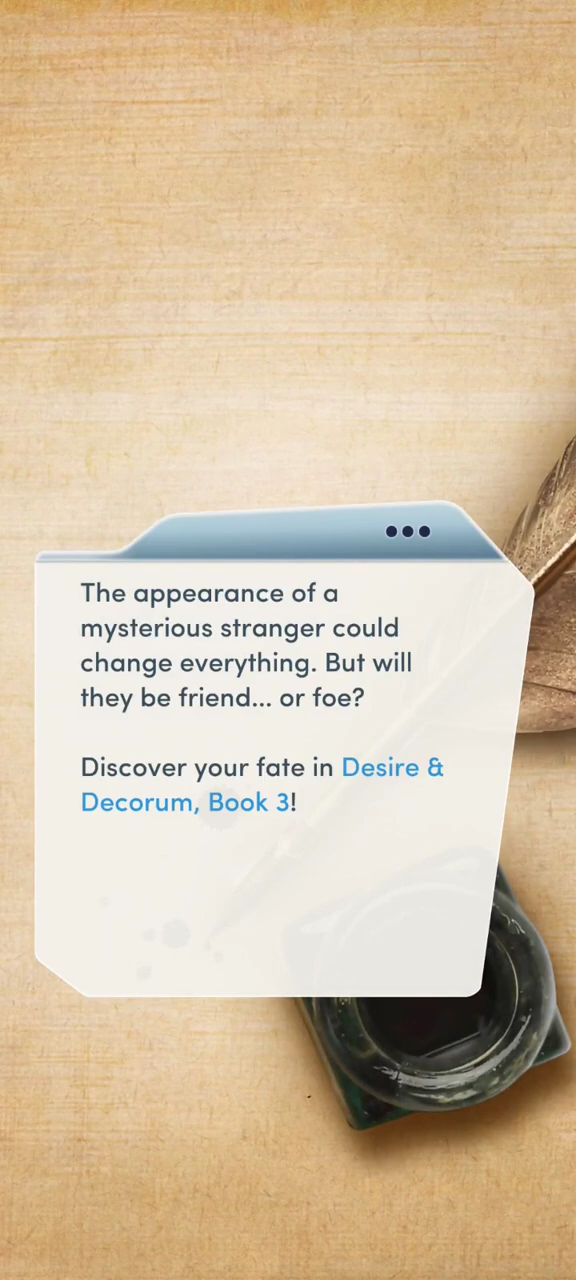 The appearance of a
mysterious stranger could
change everything. But will
they be friend... or foe?
Discover your fate in Desire &
Decorum, Book 3!